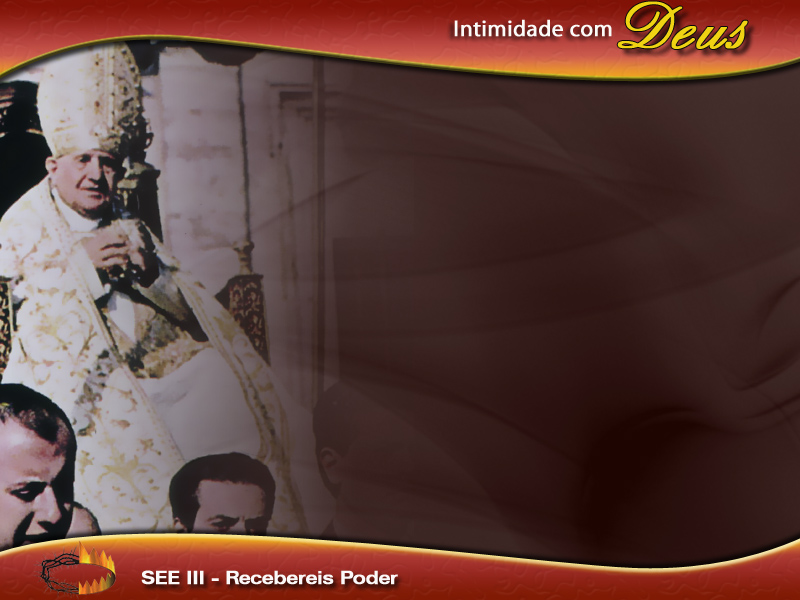 Intimidade com Deus
SEE III - Recebereis Poder